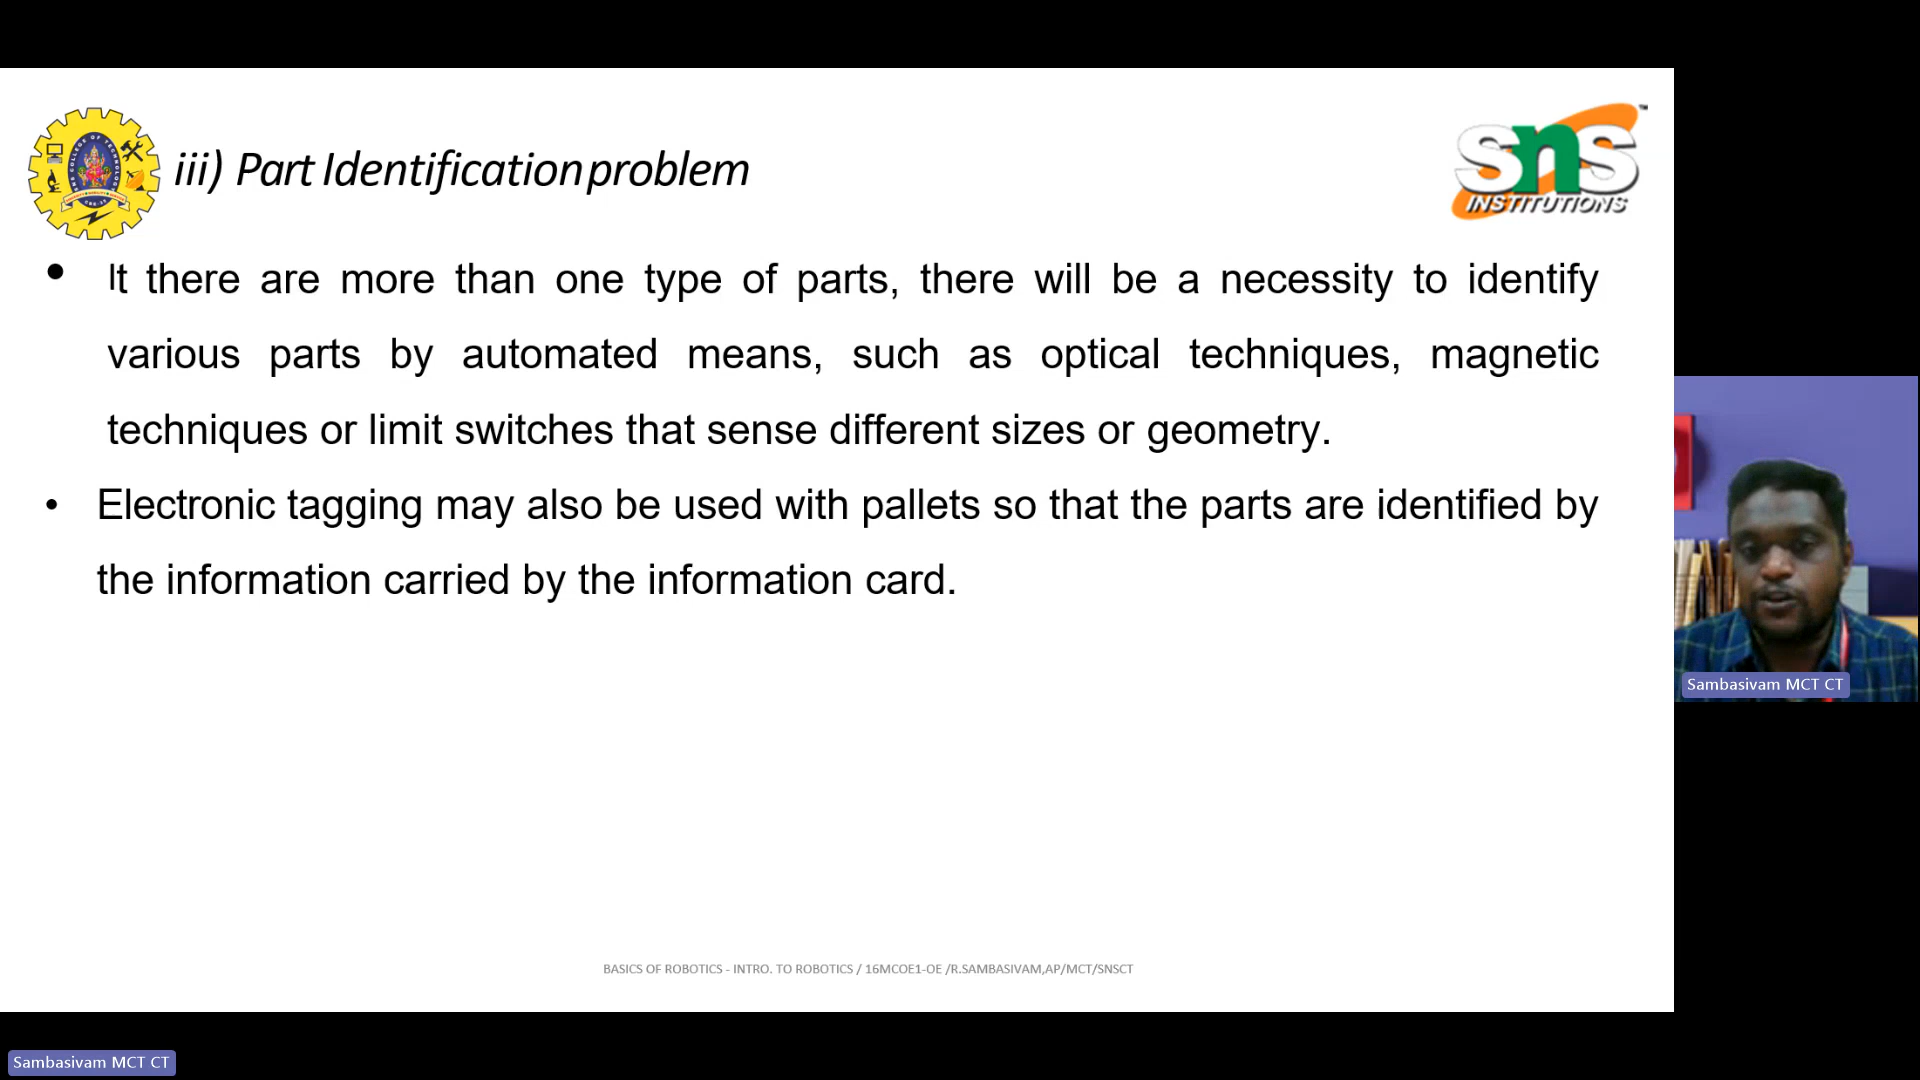 iii) Part Identification problem
sns
INSTITUTIONS
• It there are more than one type of parts, there will be a necessity to identify
various parts by automated means, such as optical techniques, magnetic
techniques or limit switches that sense different sizes or geometry.
• Electronic tagging may also be used with pallets so that the parts are identified by
the information carried by the information card.
Sambasivam MCT CT
BASICS OF ROBOTICS - INTRO. TO ROBOTICS / 16MCOE1-OE /R.SAMBASIVAM,AP/MCT/SNSCT
Sambasivam MCT CT